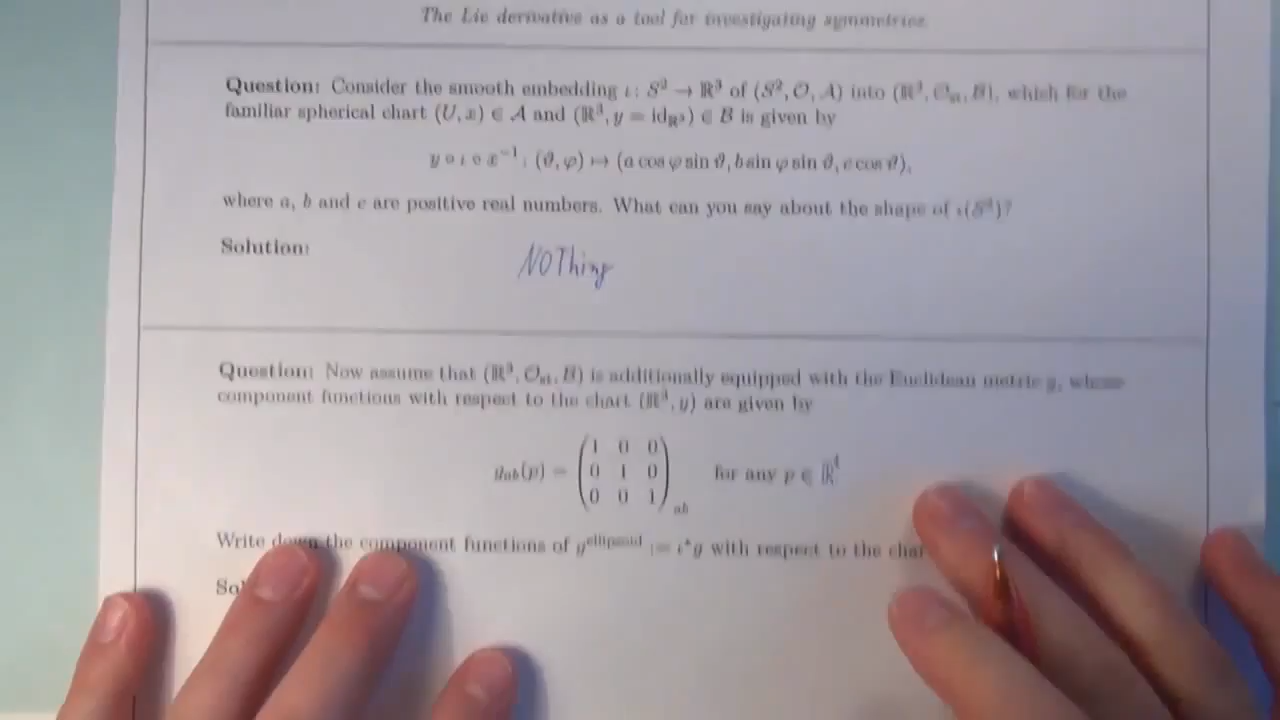 The Lie derivative as a tool for investigating symmetries
Question: Consider the smooth embedding ι: S² → ℝ³ of (S², O, A) into (ℝ³, Oₛₜ, B), which for the
familiar spherical chart (U, x) ∈ A and (ℝ³, y = id_ℝ³) ∈ B is given by
y ∘ ι ∘ x⁻¹ : (ϑ, φ) ↦ (a cos φ sin ϑ, b sin φ sin ϑ, c cos ϑ),
where a, b and c are positive real numbers. What can you say about the shape of ι(S²)?
Solution:
NOThing
Question: Now assume that (ℝ³, Oₛₜ, B) is additionally equipped with the Euclidean metric g, whose
component functions with respect to the chart (ℝ³, y) are given by
g_ab(p) = (1 0 0
0 1 0
0 0 1)_ab for any p ∈ ℝ
Write down the component functions of g^ellipsoid := ι*g with respect to the